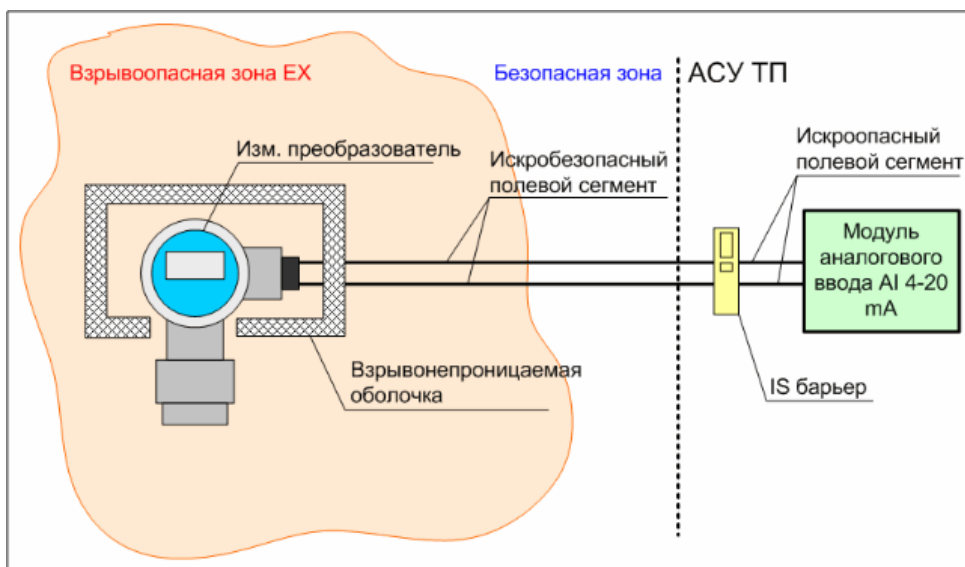 Взрывоопасная зона EX
Безопасная зона
АСУ ТП
Изм. преобразователь
Искробезопасный
полевой сегмент
Искроопасный
полевой сегмент
Модуль
аналогового
ввода AI 4-20
mA
Взрывонепроницаемая
оболочка
IS барьер